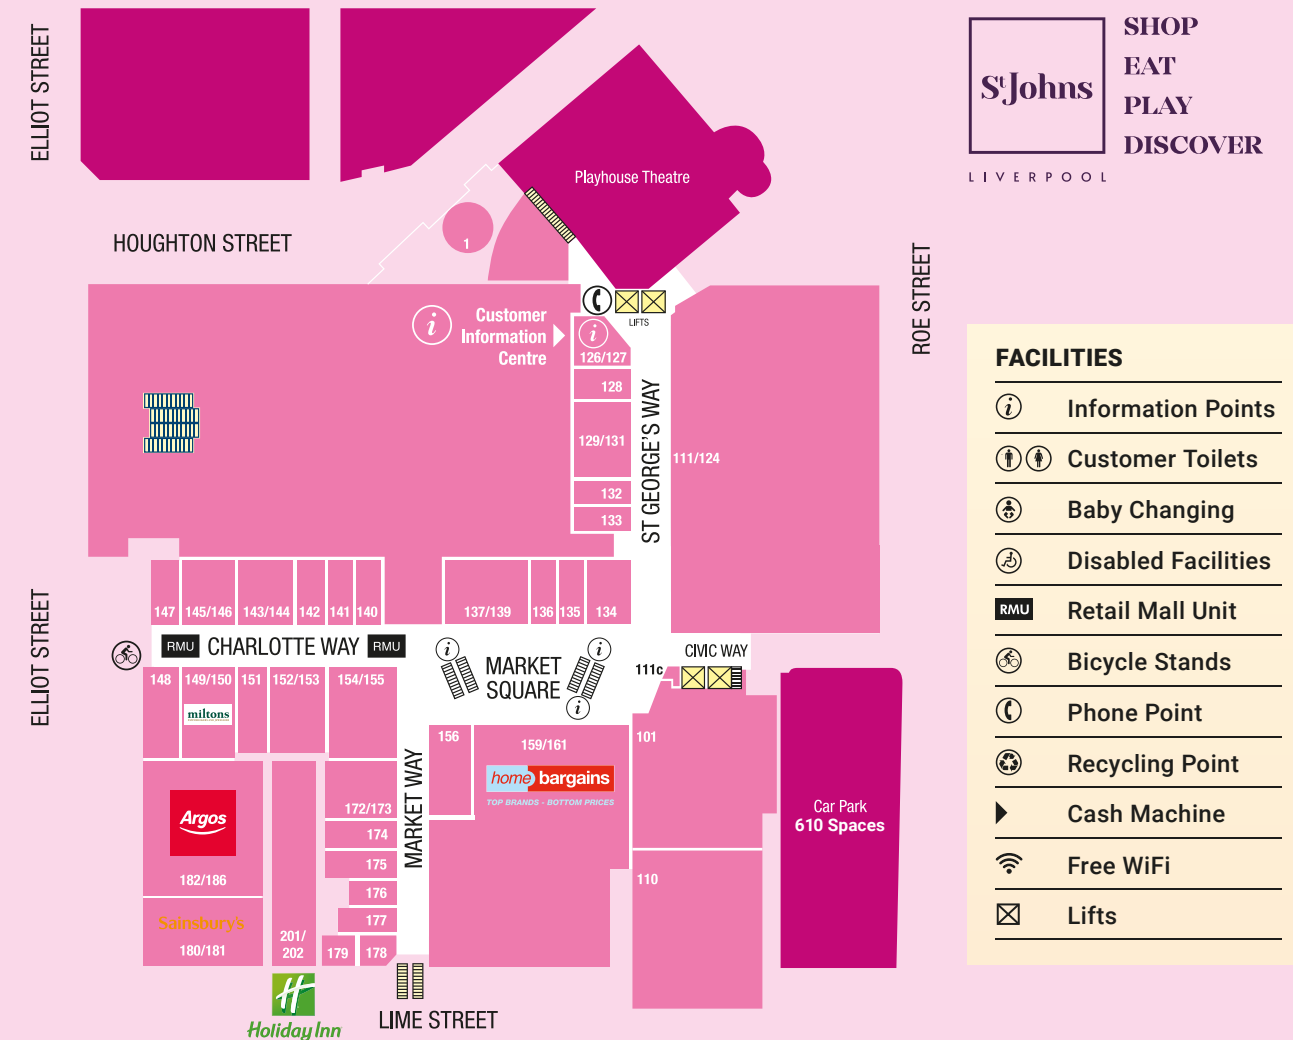 ELLIOT STREET
St Johns
LIVERPOOL
SHOP
EAT
PLAY
DISCOVER
Playhouse Theatre
HOUGHTON STREET
1
ROE STREET
Customer
Information
Centre
i
i
LIFTS
126/127
128
129/131
132
133
ST GEORGE'S WAY
111/124
FACILITIES
i Information Points
Customer Toilets
Baby Changing
Disabled Facilities
RMU Retail Mall Unit
Bicycle Stands
Phone Point
Recycling Point
Cash Machine
Free WiFi
Lifts
ELLIOT STREET
147
145/146
143/144
142
141
140
137/139
136
135
134
RMU
CHARLOTTE WAY
RMU
i
MARKET
SQUARE
i
i
CIVIC WAY
111c
148
149/150
miltons
151
152/153
154/155
156
159/161
home bargains
TOP BRANDS - BOTTOM PRICES
101
MARKET WAY
Argos
182/186
172/173
174
175
176
177
Car Park
610 Spaces
110
Sainsbury's
180/181
201/
202
179
178
H
Holiday Inn
LIME STREET